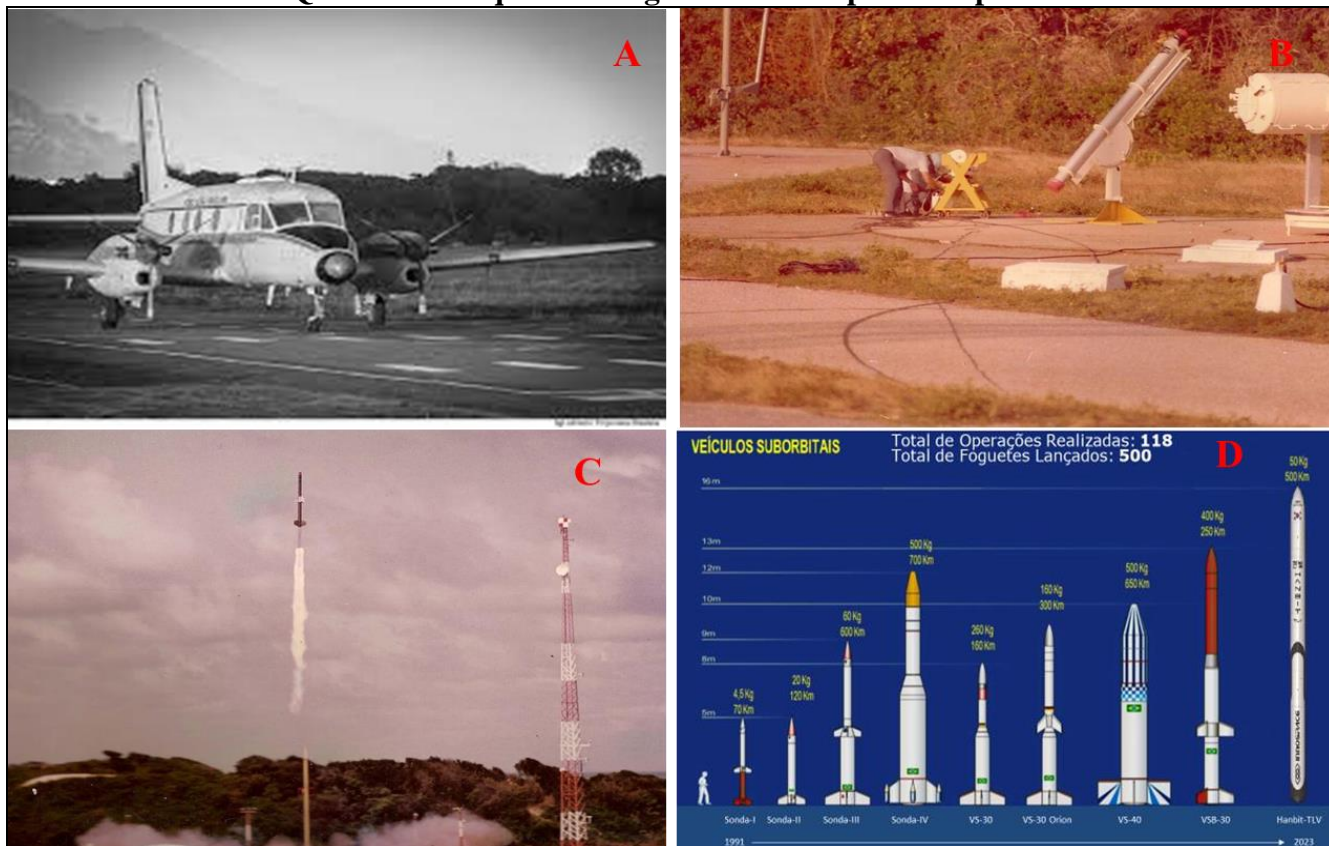 A
B
C
D
VEÍCULOS SUBORBITAIS
Total de Operações Realizadas: 118
Total de Foguetes Lançados: 500
16m
13m
12m
10m
9m
8m
5m
4,5 Kg
70 Km
20 Kg
120 Km
60 Kg
600 Km
500 Kg
700 Km
260 Kg
160 Km
160 Kg
300 Km
500 Kg
650 Km
400 Kg
250 Km
50 Kg
500 Km
INNOSPACE
Sonda-I Sonda-II Sonda-III Sonda-IV VS-30 VS-30 Orion VS-40 VSB-30 Hanbit-TLV
1991 2023